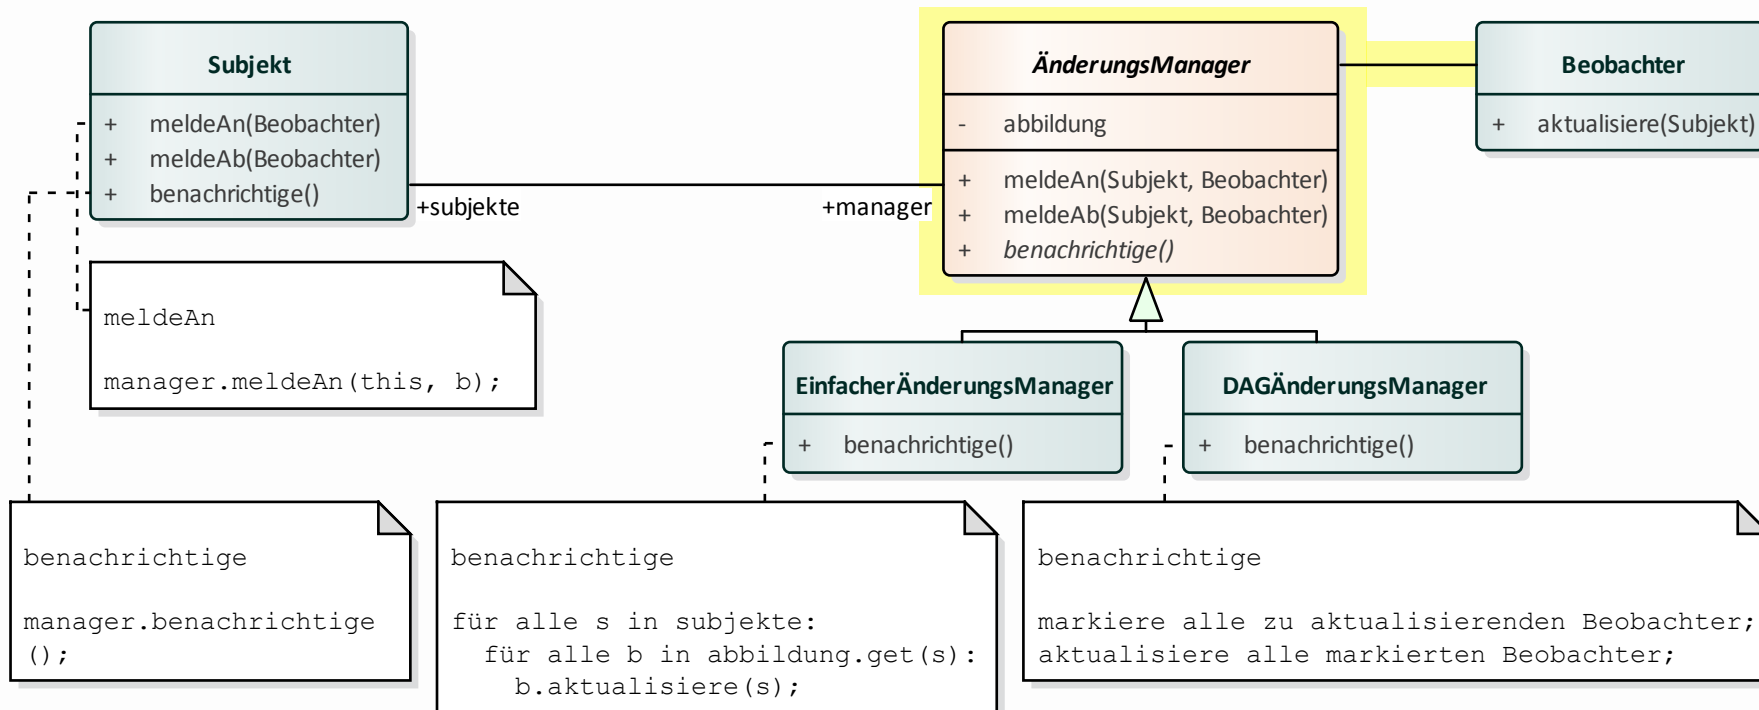 Subjekt
+ meldeAn(Beobachter)
+ meldeAb(Beobachter)
+ benachrichtige()
+subjekte
+manager
ÄnderungsManager
- abbildung
+ meldeAn(Subjekt, Beobachter)
+ meldeAb(Subjekt, Beobachter)
+ benachrichtige()
Beobachter
+ aktualisiere(Subjekt)
meldeAn
manager.meldeAn(this, b);
EinfacherÄnderungsManager
+ benachrichtige()
DAGÄnderungsManager
+ benachrichtige()
benachrichtige
manager.benachrichtige
();
benachrichtige
für alle s in subjekte:
für alle b in abbildung.get(s):
b.aktualisiere(s);
benachrichtige
markiere alle zu aktualisierenden Beobachter;
aktualisiere alle markierten Beobachter;